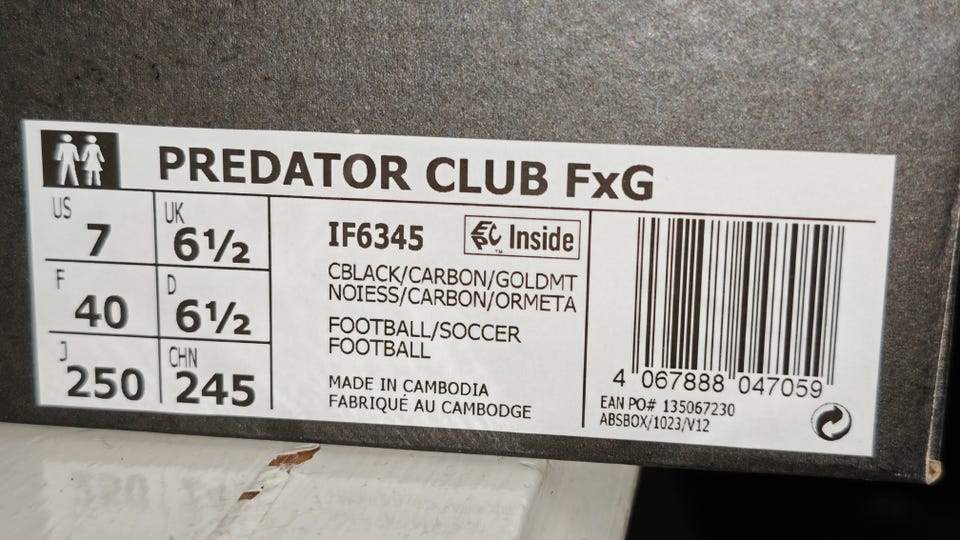 PREDATOR CLUB FxG
US
7
UK
6½
F
40
D
6½
J
250
CHN
245
IF6345
EPC Inside
CBLACK/CARBON/GOLDMT
NOIESS/CARBON/ORMETA
FOOTBALL/SOCCER
FOOTBALL
MADE IN CAMBODIA
FABRIQUÉ AU CAMBODGE
4 067888 047059
EAN PO# 135067230
ABSBOX/1023/V12